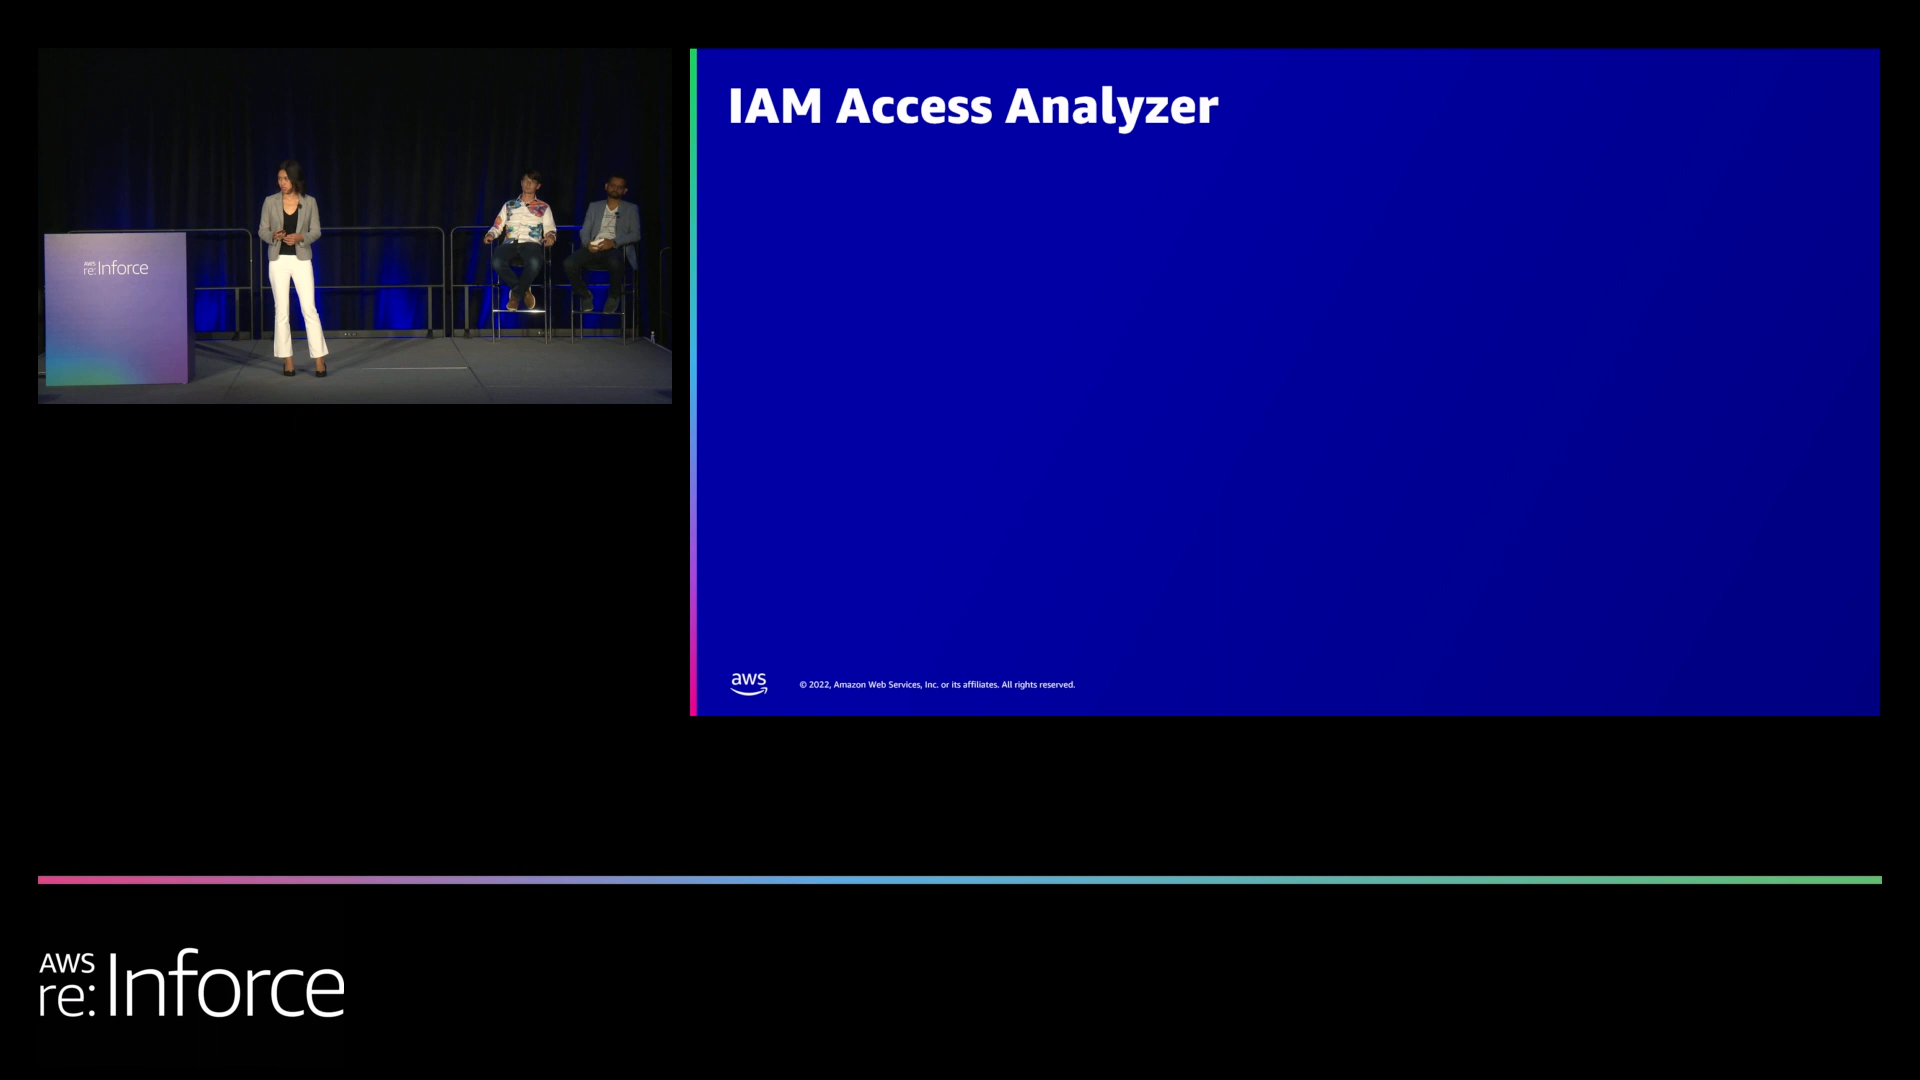 AWS
re:Inforce
IAM Access Analyzer
aws
© 2022, Amazon Web Services, Inc. or its affiliates. All rights reserved.
AWS
re:Inforce